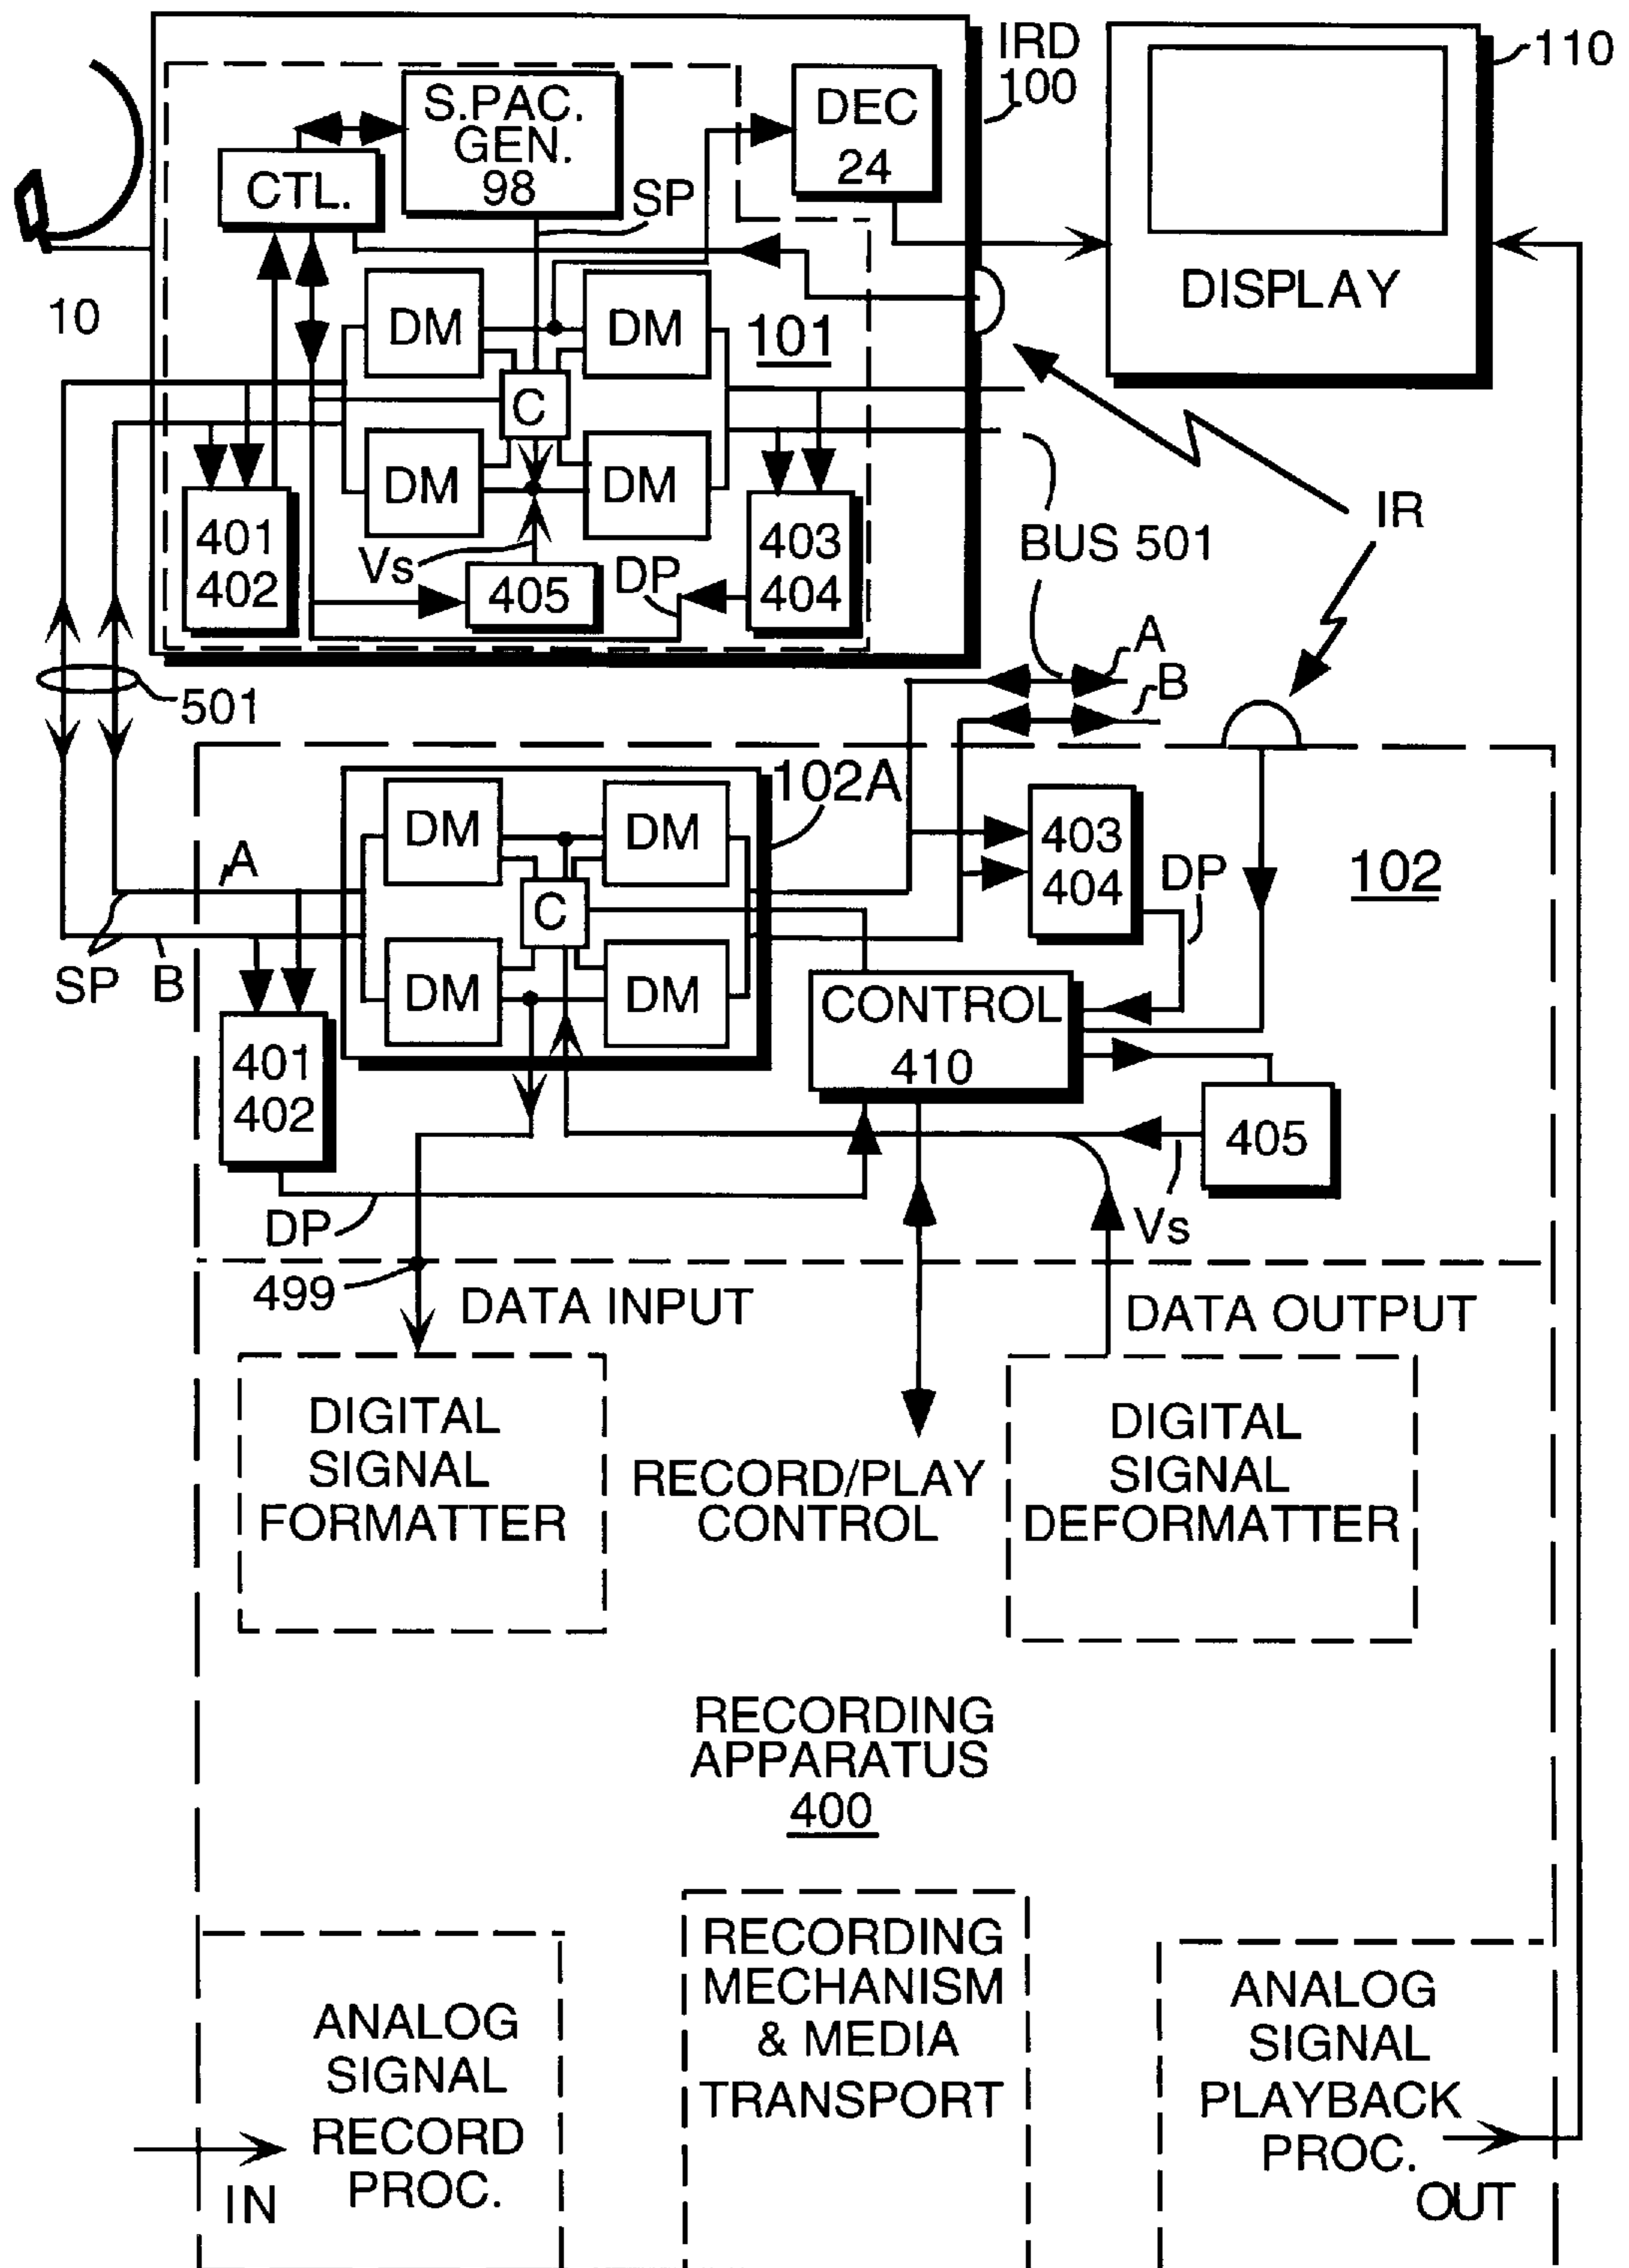 IRD
100
110
S.PAC.
GEN.
98
DEC
24
CTL.
SP
10
DM
DM
101
DISPLAY
C
DM
DM
IR
401
402
Vs
405
DP
403
404
BUS 501
A
B
501
102A
DM
DM
403
404
102
A
C
DP
SP
B
DM
DM
CONTROL
410
401
402
405
DP
Vs
499
DATA INPUT
DATA OUTPUT
DIGITAL
SIGNAL
FORMATTER
RECORD/PLAY
CONTROL
DIGITAL
SIGNAL
DEFORMATTER
RECORDING
APPARATUS
400
ANALOG
SIGNAL
RECORD
PROC.
IN
RECORDING
MECHANISM
& MEDIA
TRANSPORT
ANALOG
SIGNAL
PLAYBACK
PROC.
OUT